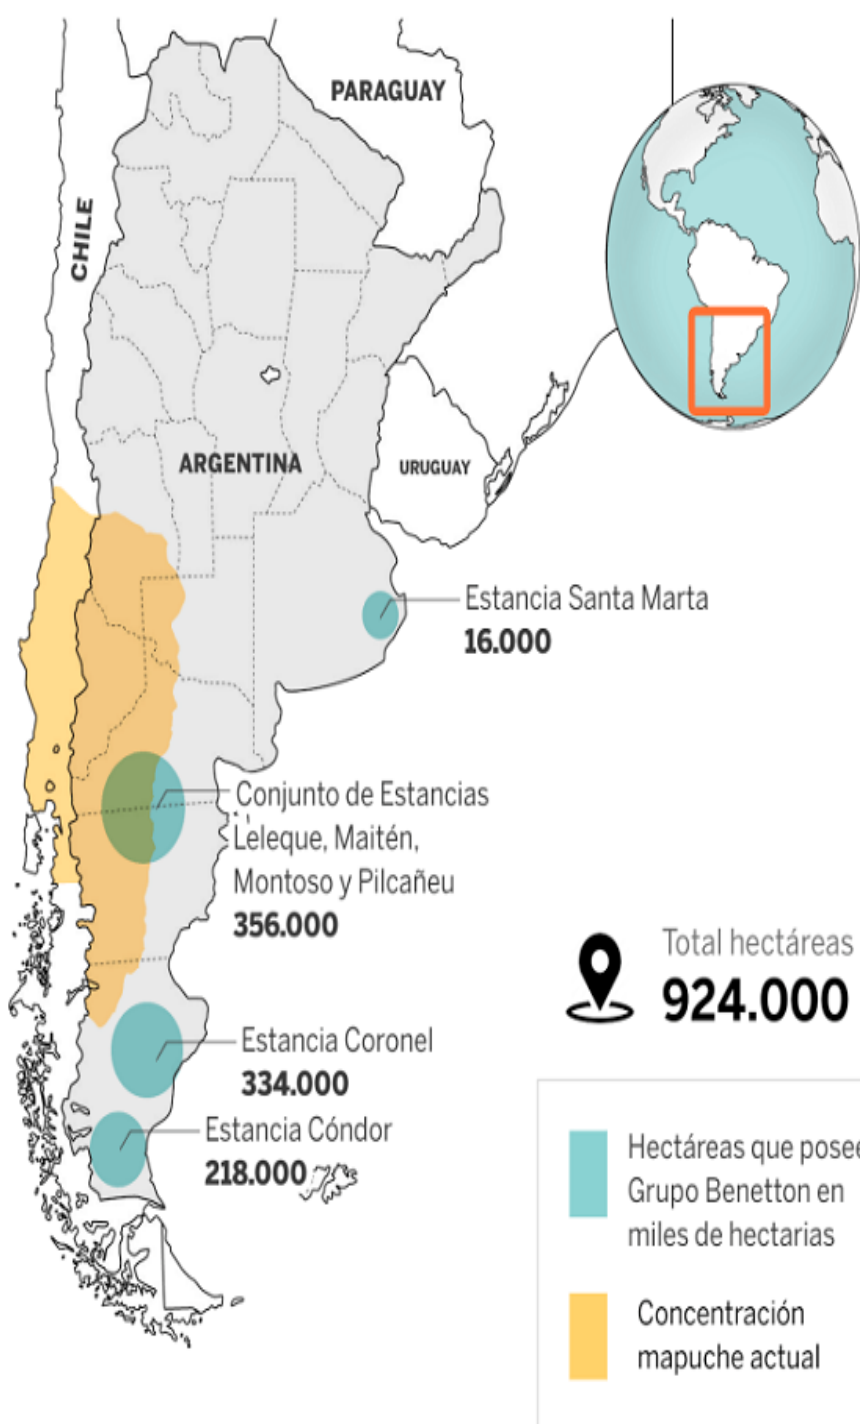 PARAGUAY
CHILE
ARGENTINA
URUGUAY
Estancia Santa Marta
16.000
Conjunto de Estancias
Leleque, Maitén,
Montoso y Pilcañeu
356.000
Total hectáreas
924.000
Estancia Coronel
334.000
Estancia Cóndor
218.000
Hectáreas que posee
Grupo Benetton en
miles de hectarias
Concentración
mapuche actual